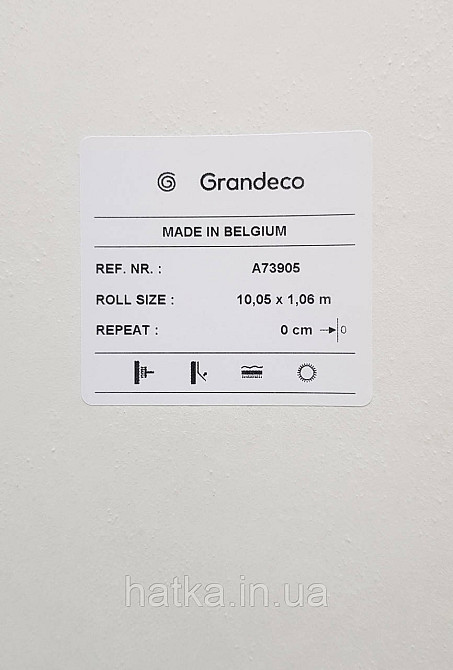 Grandeco
MADE IN BELGIUM
REF. NR. : A73905
ROLL SIZE : 10,05 x 1,06 m
REPEAT : 0 cm 0
hatka.in.ua